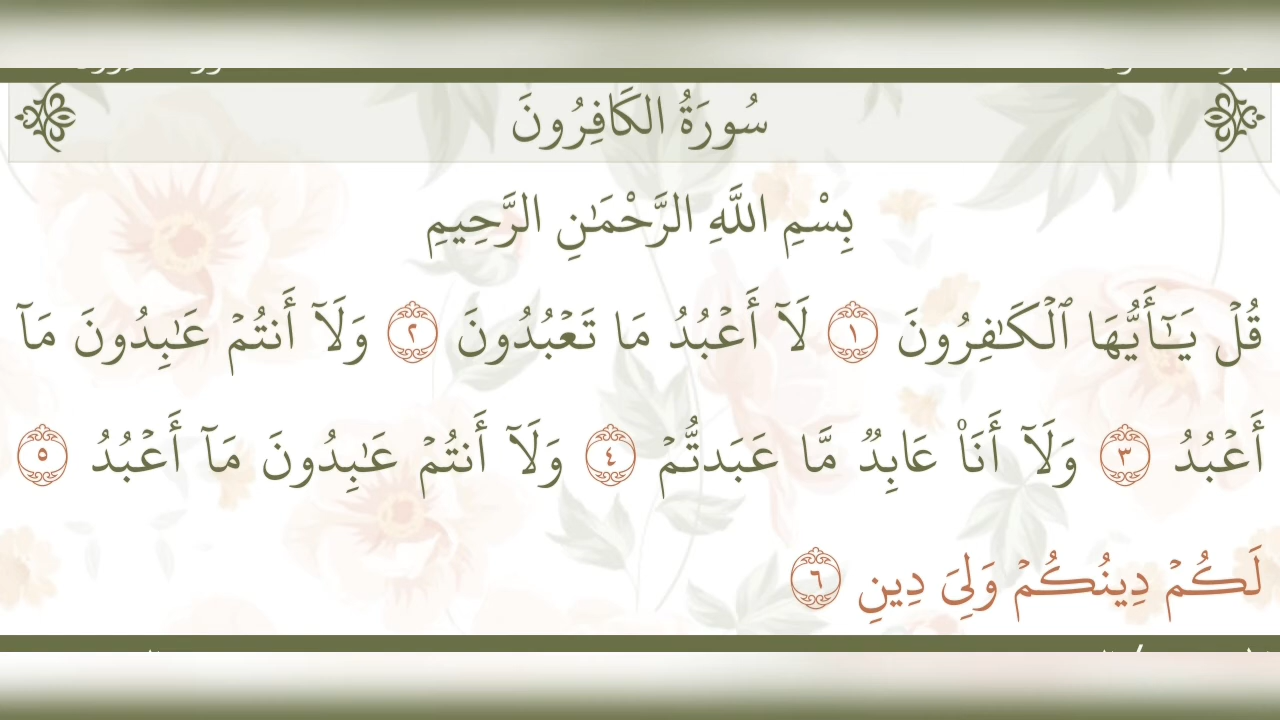 سُورَةُ الكَافِرُونَ
بِسْمِ اللَّهِ الرَّحْمَٰنِ الرَّحِيمِ
قُلْ يَـٰٓأَيُّهَا ٱلْكَـٰفِرُونَ ١ لَآ أَعْبُدُ مَا تَعْبُدُونَ ٢ وَلَآ أَنتُمْ عَـٰبِدُونَ مَآ
أَعْبُدُ ٣ وَلَآ أَنَا۠ عَابِدٌ مَّا عَبَدتُّمْ ٤ وَلَآ أَنتُمْ عَـٰبِدُونَ مَآ أَعْبُدُ ٥
لَكُمْ دِينُكُمْ وَلِىَ دِينِ ٦